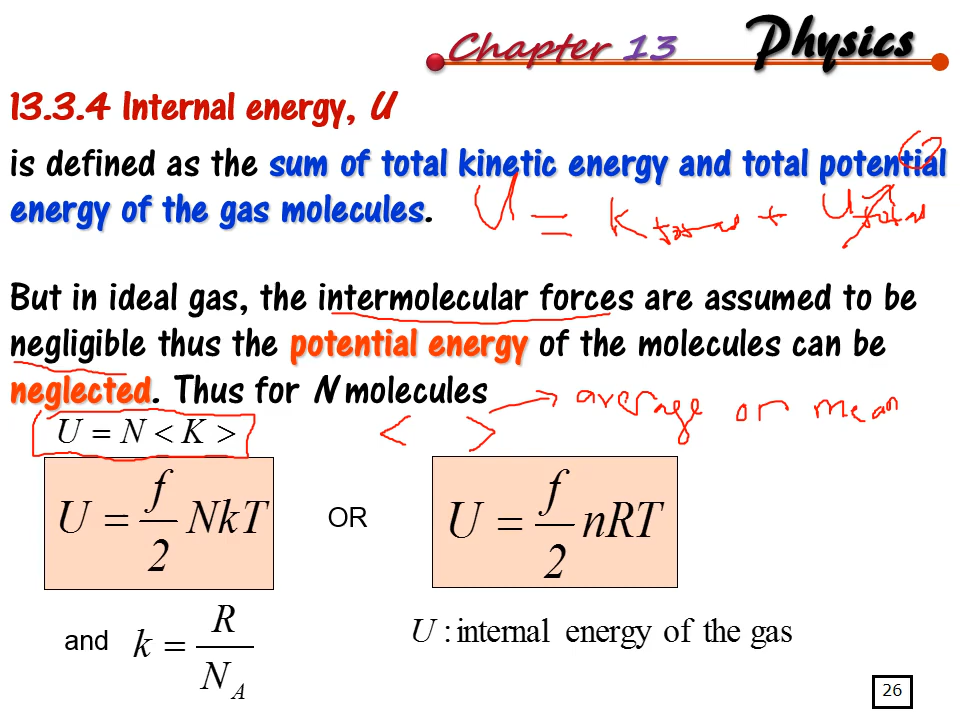 Chapter 13 Physics
13.3.4 Internal energy, U
is defined as the sum of total kinetic energy and total potential
energy of the gas molecules.
U = K total + U total
But in ideal gas, the intermolecular forces are assumed to be
negligible thus the potential energy of the molecules can be
neglected. Thus for N molecules
average or mean
U = N < K > < >
U = f/2 NkT OR U = f/2 nRT
and k = R/N_A
U : internal energy of the gas
26